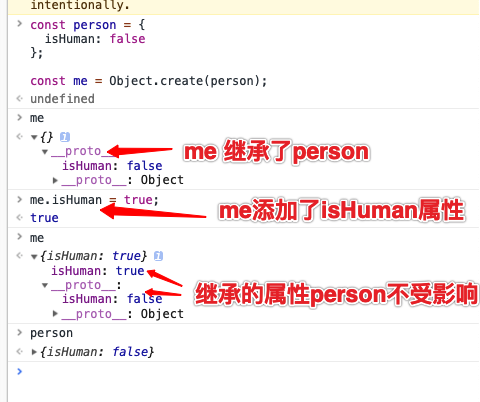 intentionally.
const person = {
isHuman: false
};
const me = Object.create(person);
undefined
me
{}
__proto__:
me 继承了person
isHuman: false
__proto__: Object
me.isHuman = true;
me添加了isHuman属性
true
me
{isHuman: true}
isHuman: true
__proto__:
继承的属性person不受影响
isHuman: false
__proto__: Object
person
{isHuman: false}